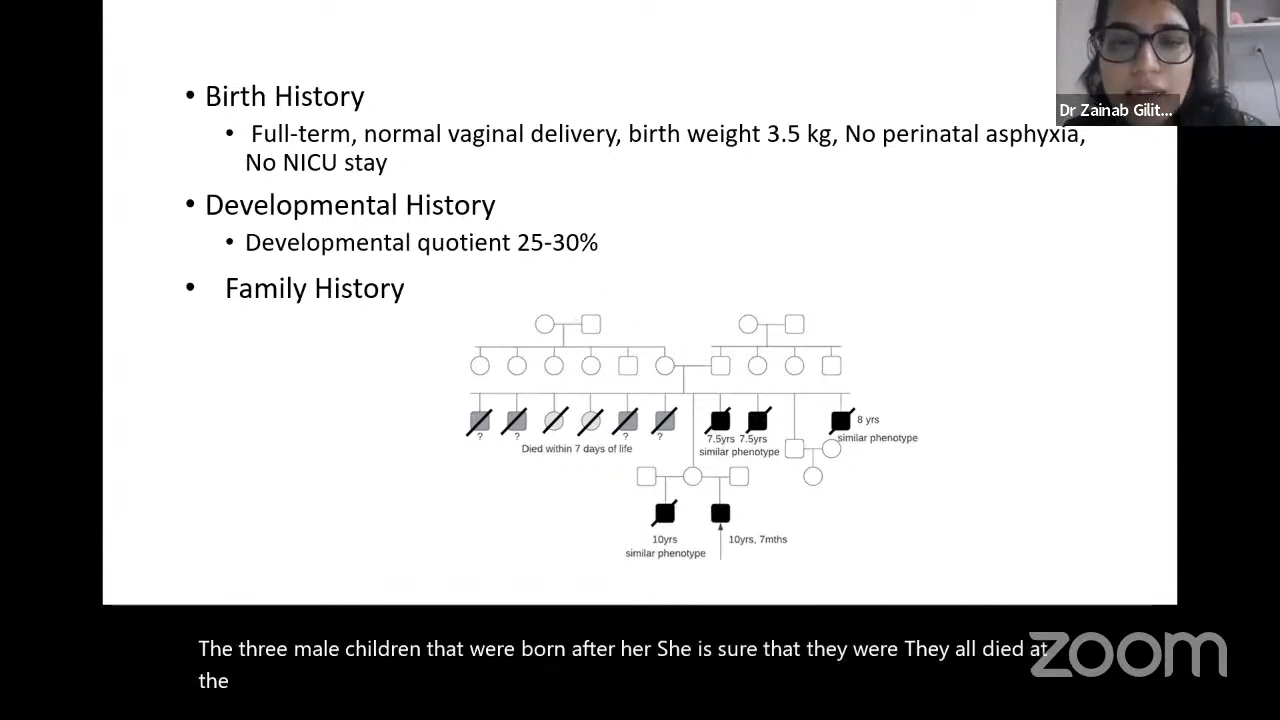 Dr Zainab Gilit...
• Birth History
• Full-term, normal vaginal delivery, birth weight 3.5 kg, No perinatal asphyxia,
No NICU stay
• Developmental History
• Developmental quotient 25-30%
• Family History
? ? ? ?
Died within 7 days of life
7.5yrs 7.5yrs
similar phenotype
8 yrs
similar phenotype
10yrs
similar phenotype
10yrs, 7mths
The three male children that were born after her She is sure that they were They all died at
the
zoom